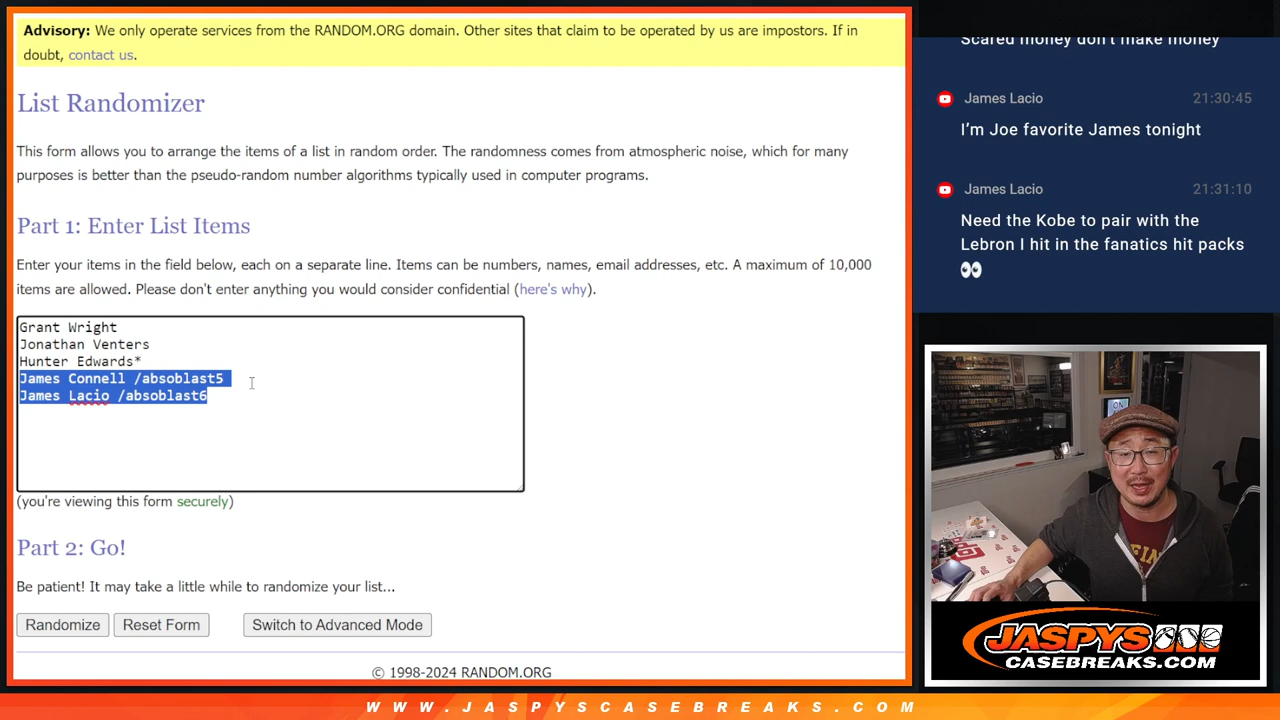 Advisory: We only operate services from the RANDOM.ORG domain. Other sites that claim to be operated by us are impostors. If in
doubt, contact us.
List Randomizer
This form allows you to arrange the items of a list in random order. The randomness comes from atmospheric noise, which for many
purposes is better than the pseudo-random number algorithms typically used in computer programs.
Part 1: Enter List Items
Enter your items in the field below, each on a separate line. Items can be numbers, names, email addresses, etc. A maximum of 10,000
items are allowed. Please don't enter anything you would consider confidential (here's why).
Grant Wright
Jonathan Venters
Hunter Edwards*
James Connell /absoblast5
James Lacio /absoblast6
(you're viewing this form securely)
Part 2: Go!
Be patient! It may take a little while to randomize your list...
Randomize
Reset Form
Switch to Advanced Mode
© 1998-2024 RANDOM.ORG
Scared money don't make money
James Lacio 21:30:45
I'm Joe favorite James tonight
James Lacio 21:31:10
Need the Kobe to pair with the
Lebron I hit in the fanatics hit packs
👀
ON
JASPYS
CASEBREAKS.COM
WWW.JASPYSCASEBREAKS.COM